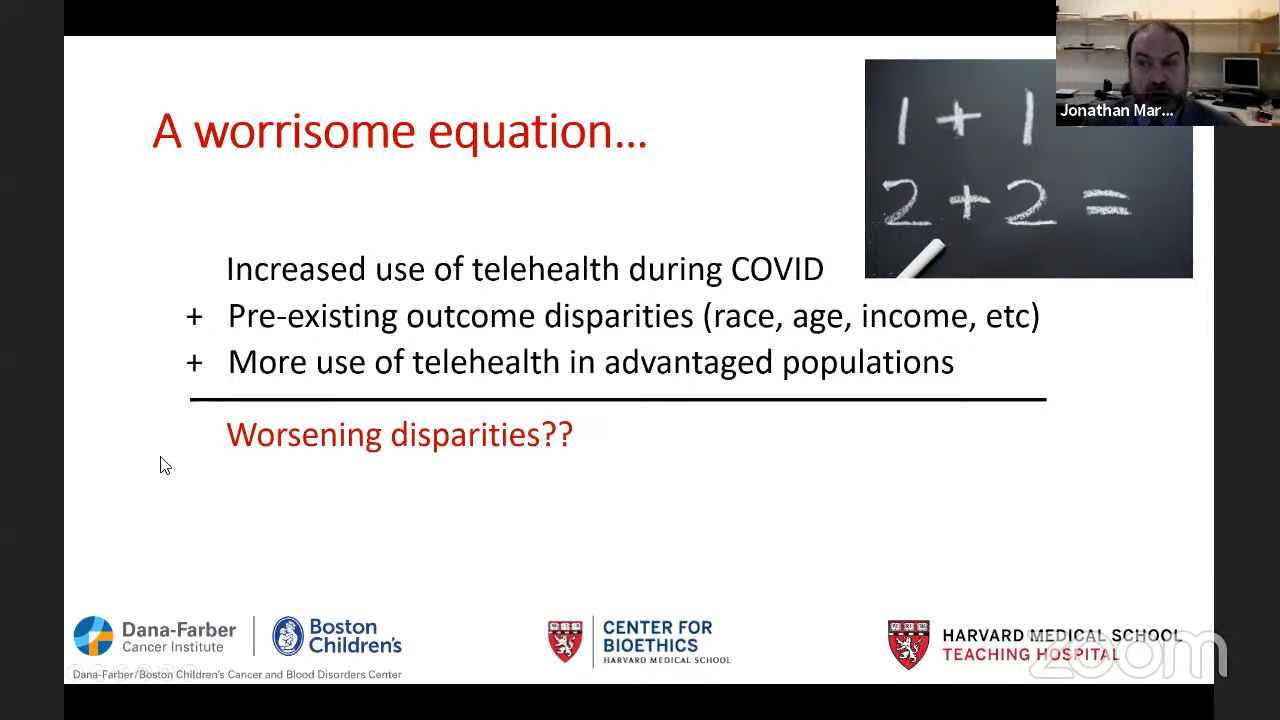 Jonathan Mar...
A worrisome equation...
1 + 1
2 + 2 =
Increased use of telehealth during COVID
+ Pre-existing outcome disparities (race, age, income, etc)
+ More use of telehealth in advantaged populations
Worsening disparities??
Dana-Farber
Cancer Institute
Boston
Children's
Dana-Farber/Boston Children's Cancer and Blood Disorders Center
CENTER FOR
BIOETHICS
HARVARD MEDICAL SCHOOL
HARVARD MEDICAL SCHOOL
TEACHING HOSPITAL
zoom